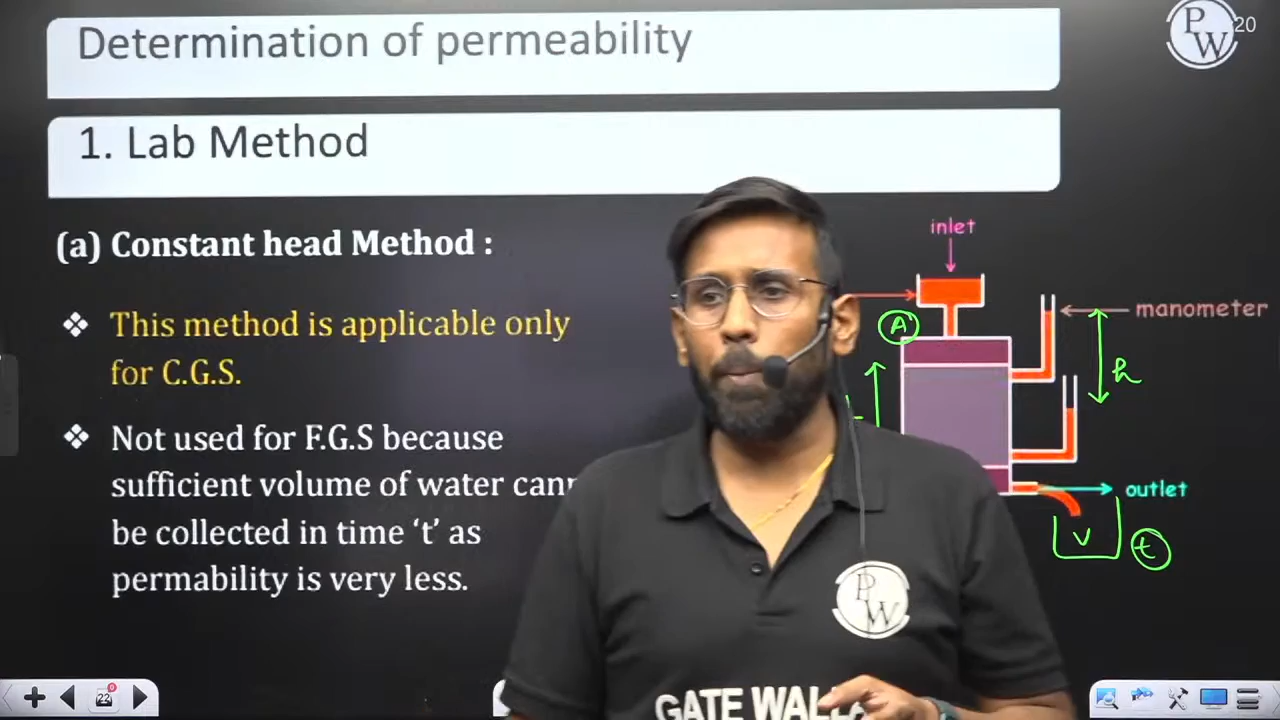 Determination of permeability
PW
20
1. Lab Method
(a) Constant head Method :
❖ This method is applicable only
for C.G.S.
❖ Not used for F.G.S because
sufficient volume of water
be collected in time ‘t’ as
permability is very less.
inlet
manometer
A
h
outlet
V
t
PW
GATE
22